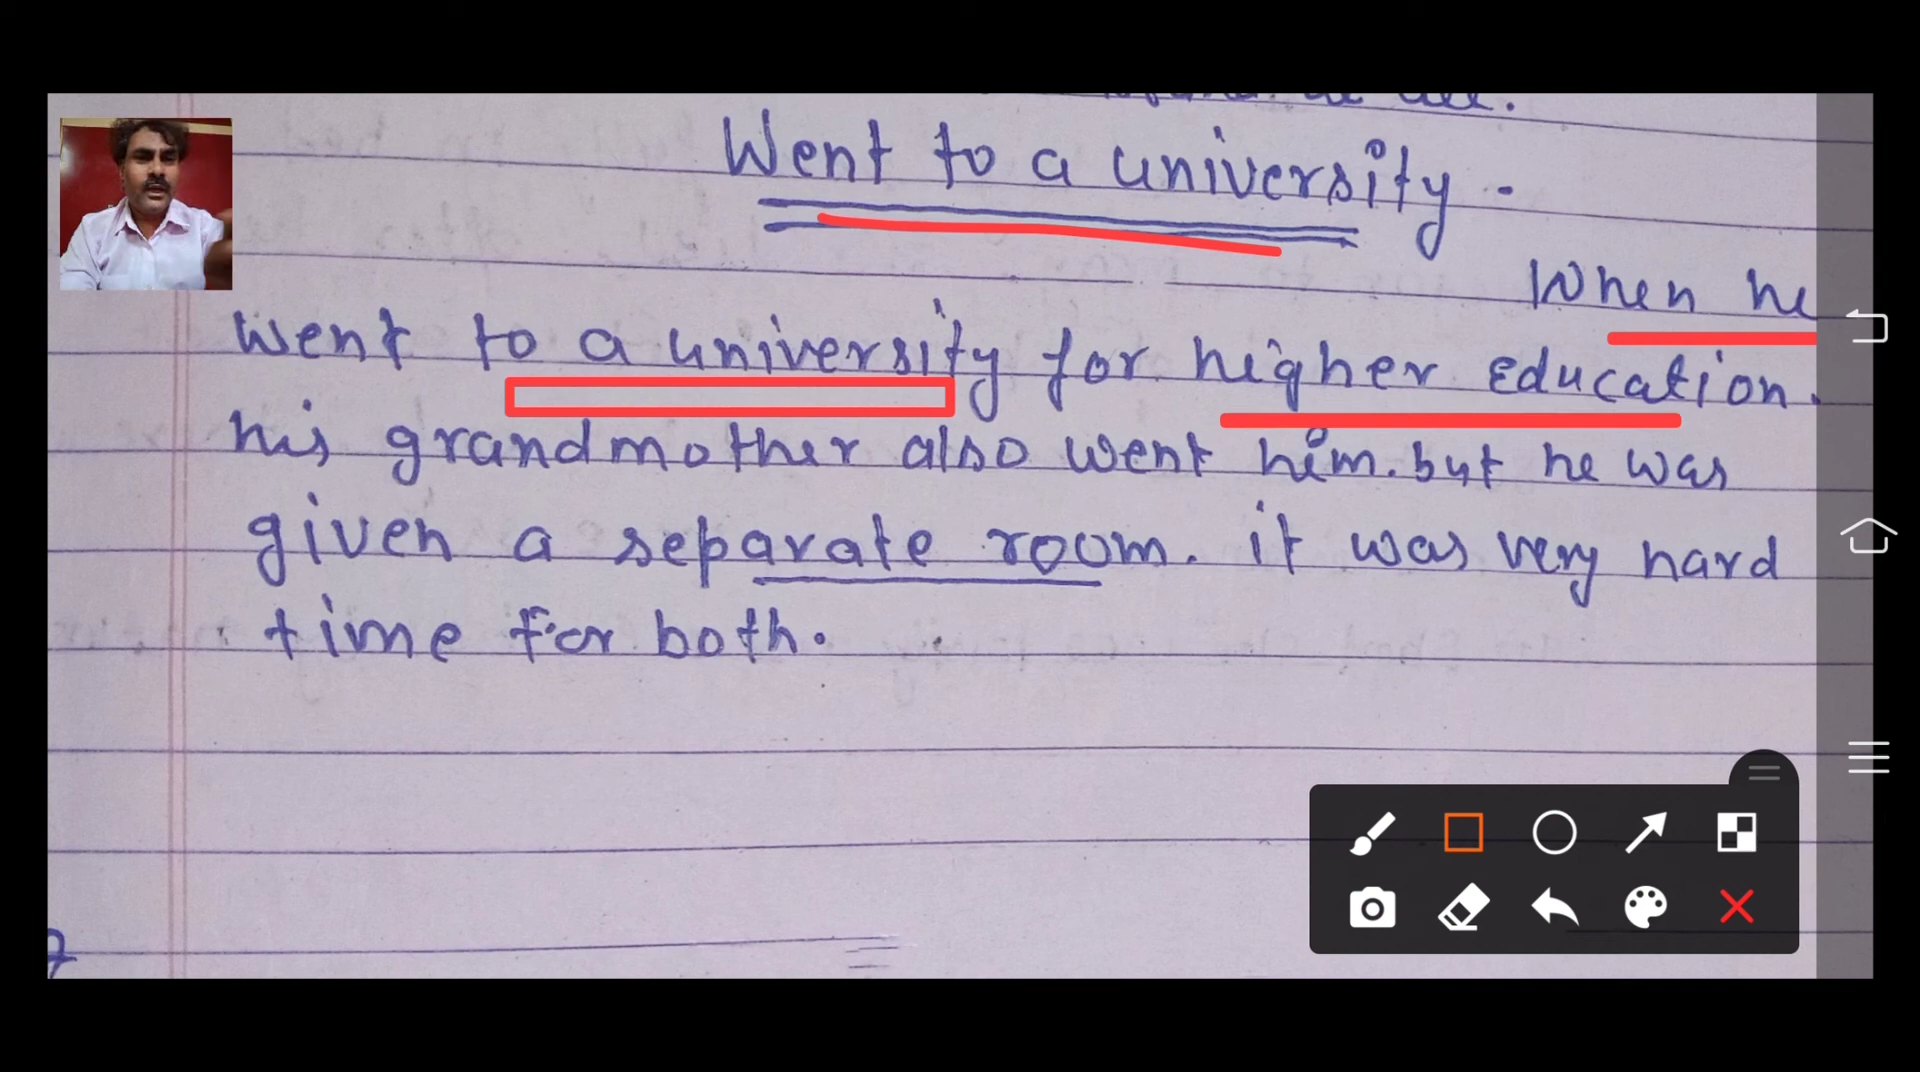 Went to a university -
When he
went to a university for higher education.
his grandmother also went him. but he was
given a separate room. it was very hard
time for both.